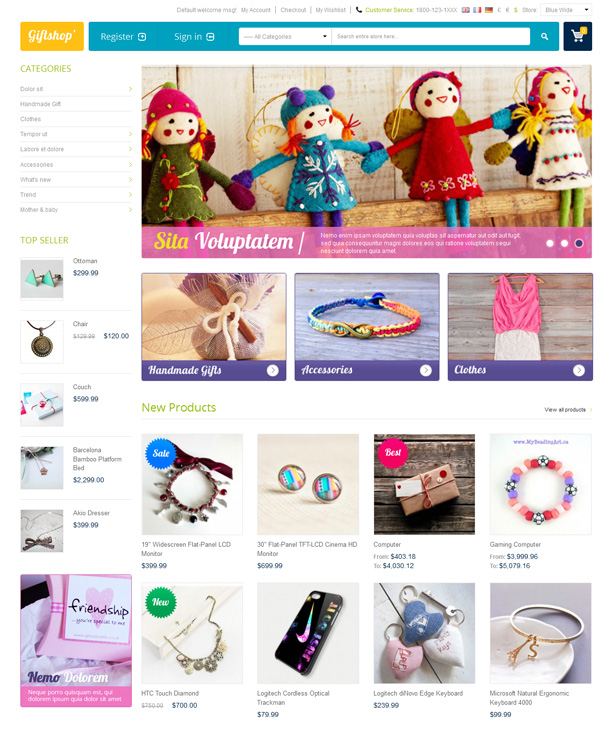 Default welcome msg! My Account | Checkout | My Wishlist | Customer Service: 1800-123-1XXX € £ $ Store: Blue Wide
Giftshop
Register
Sign in
---- All Categories
Search entire store here...
0
CATEGORIES
Dolor sit
Handmade Gift
Clothes
Tempor ut
Labore et dolore
Accessories
What's new
Trend
Mother & baby
Sita Voluptatem /
Nemo enim ipsam voluptatem quia voluptas sit aspernatur aut odit aut fugit,
sed quia consequuntur magni dolores eos qui ratione voluptatem sequi
nesciunt dolorem quia amet.
Handmade Gifts
Accessories
Clothes
TOP SELLER
Ottoman
$299.99
Chair
$129.99 $120.00
Couch
$599.99
Barcelona
Bamboo Platform
Bed
$2,299.00
Akio Dresser
$399.99
friendship
...you're special to me
Nemo Dolorem
Neque porro quisquam est, qui
dolorem ipsum dolor sit amet
New Products
View all products
Sale
19" Widescreen Flat-Panel LCD
Monitor
$399.99
30" Flat-Panel TFT-LCD Cinema HD
Monitor
$699.99
Best
Computer
From: $403.18
To: $4,030.12
www.MyBeadingArt.ca
Gaming Computer
From: $3,999.96
To: $5,079.16
New
HTC Touch Diamond
$750.99 $700.00
Logitech Cordless Optical
Trackman
$79.99
Logitech diNovo Edge Keyboard
$239.99
Microsoft Natural Ergonomic
Keyboard 4000
$99.99